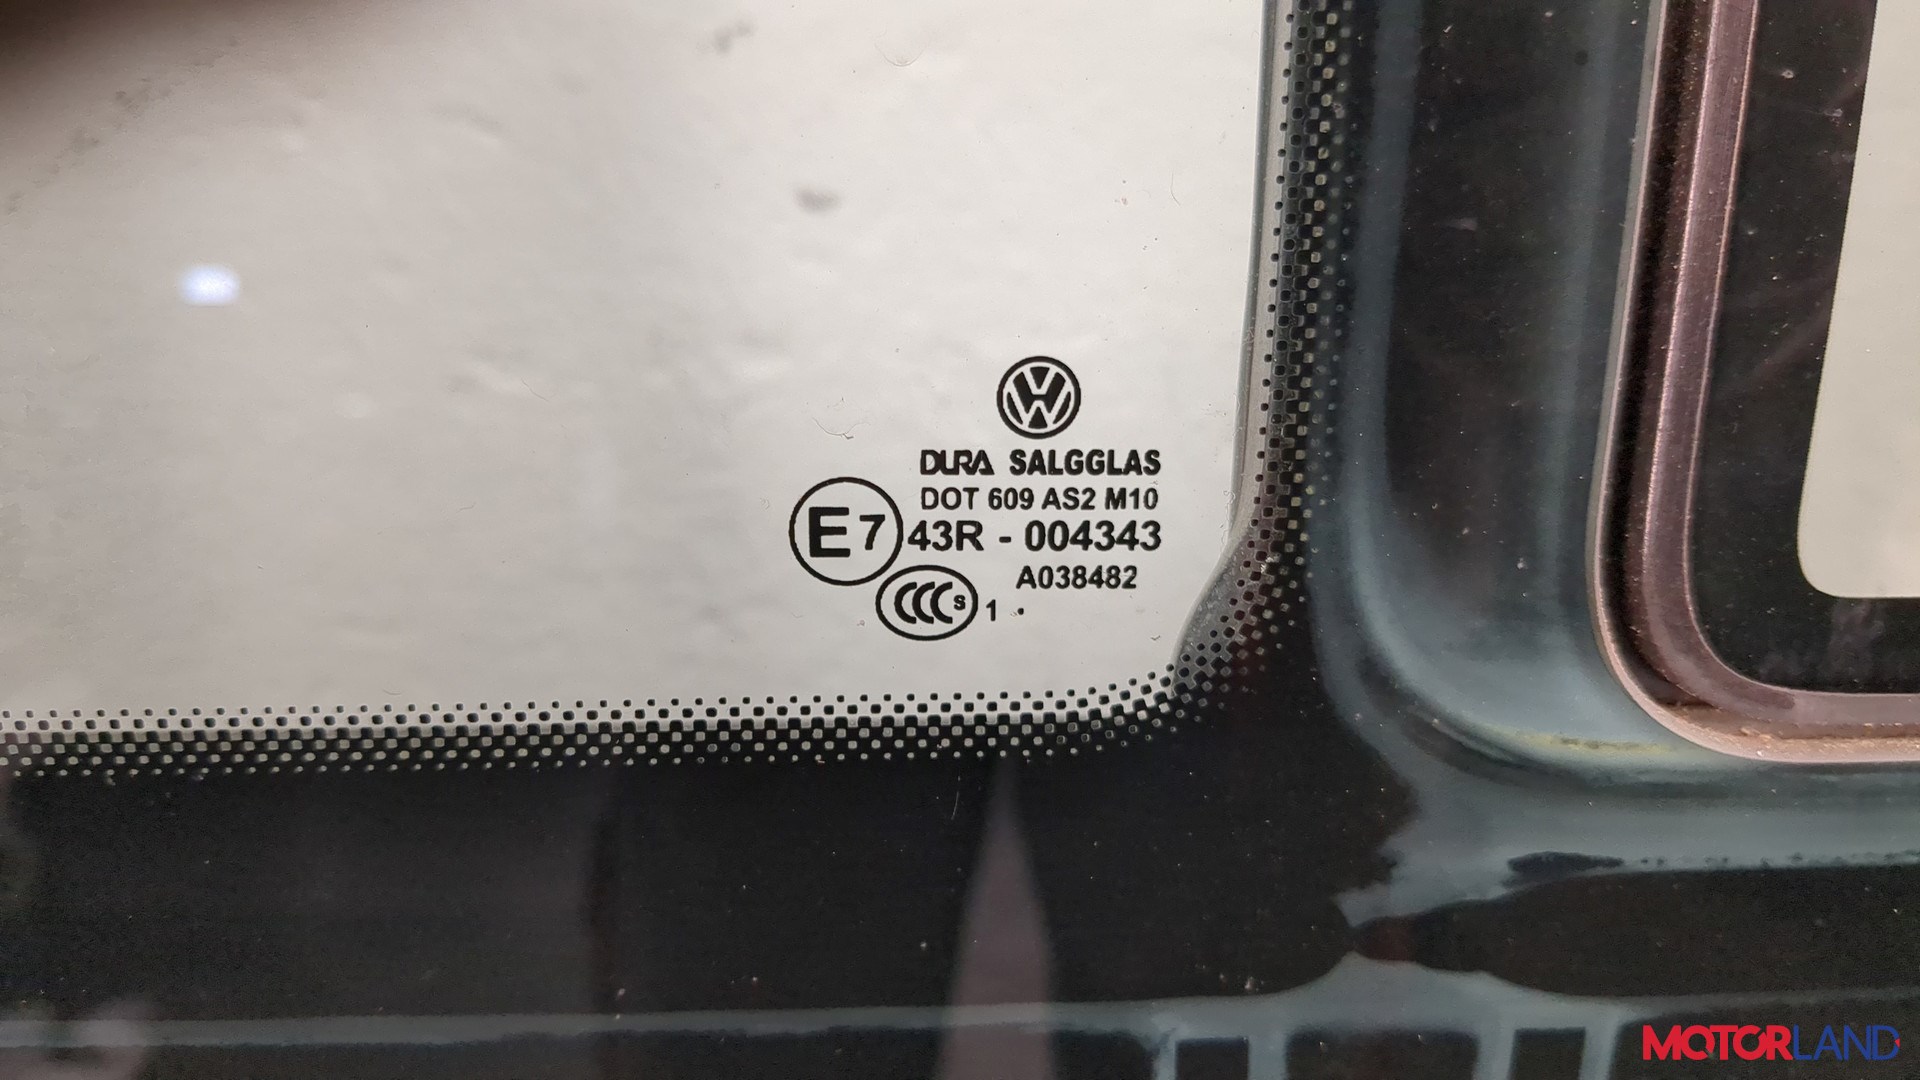 DURA SALGGLAS
DOT 609 AS2 M10
E7 43R - 004343
A038482
CCC S 1 .
MOTORLAND